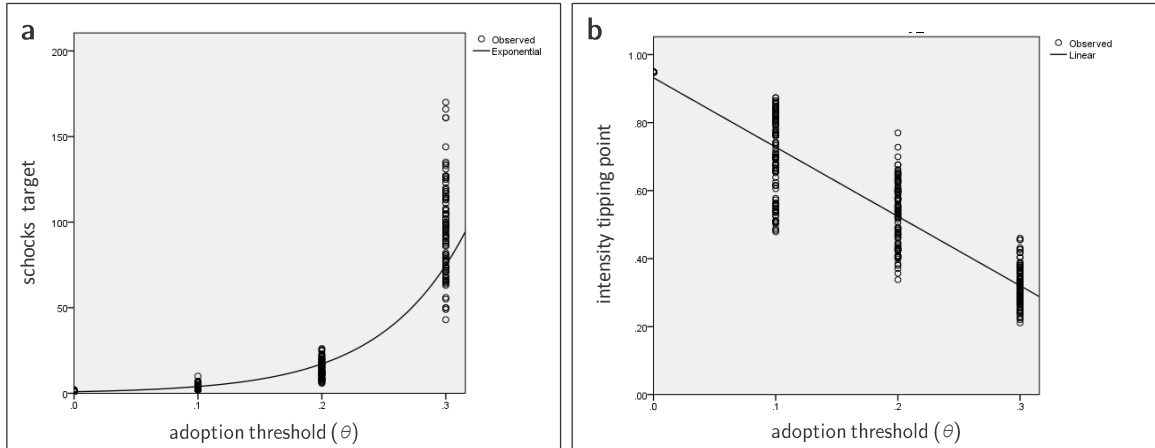 a
Observed
Exponential
200
150
100
50
0
.0 .1 .2 .3
schocks target
adoption threshold (θ)
b
Observed
Linear
1.00
.80
.60
.40
.20
.00
.0 .1 .2 .3
intensity tipping point
adoption threshold (θ)